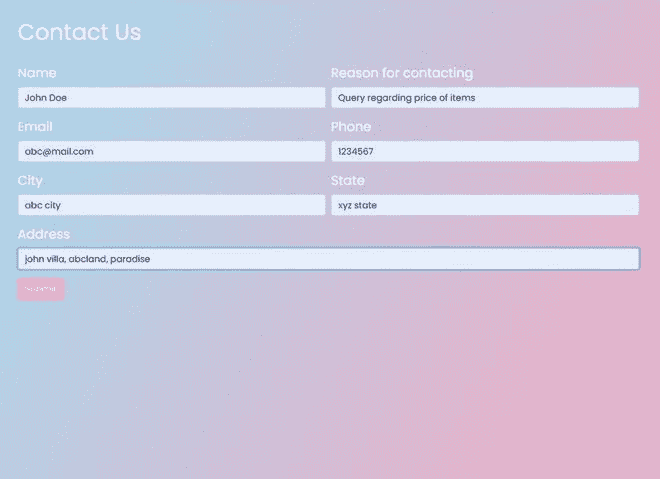 Contact Us
Name
Reason for contacting
John Doe
Query regarding price of items
Email
Phone
abc@mail.com
1234567
City
State
abc city
xyz state
Address
john villa, abcland, paradise